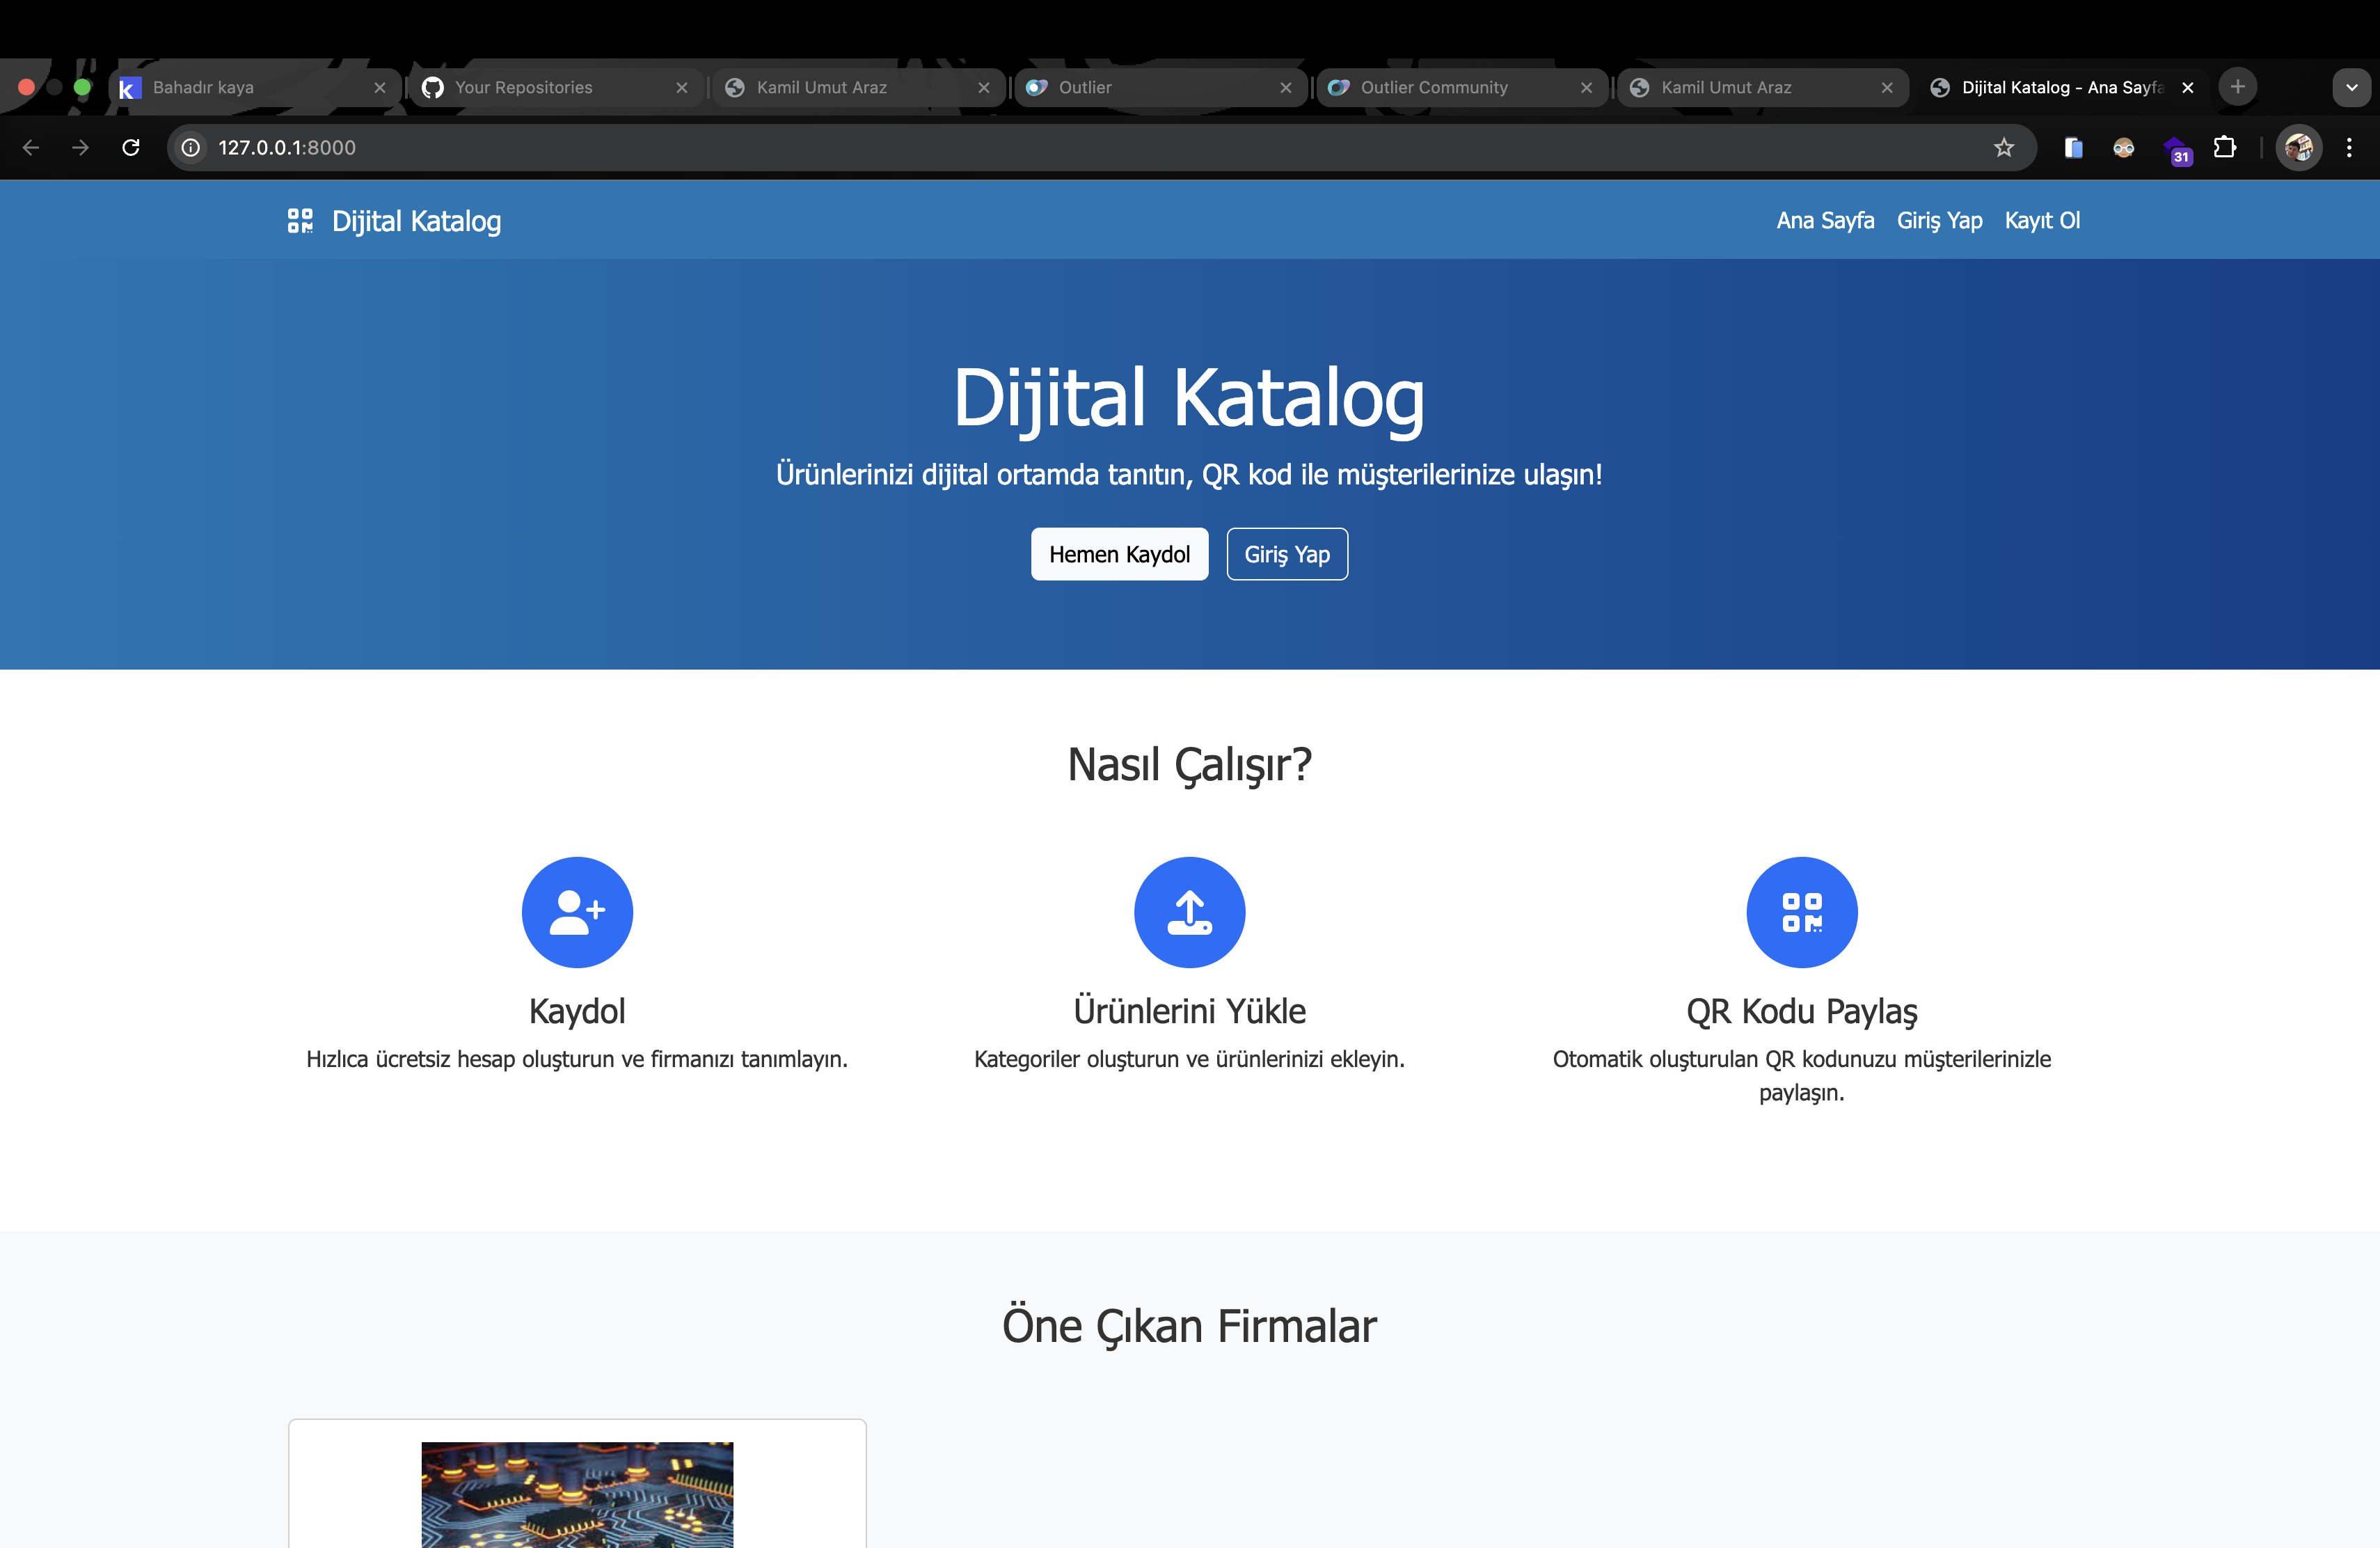 Bahadır kaya
Your Repositories
Kamil Umut Araz
Outlier
Outlier Community
Kamil Umut Araz
Dijital Katalog - Ana Sayfa
127.0.0.1:8000
31
Dijital Katalog
Ana Sayfa
Giriş Yap
Kayıt Ol
Dijital Katalog
Ürünlerinizi dijital ortamda tanıtın, QR kod ile müşterilerinize ulaşın!
Hemen Kaydol
Giriş Yap
Nasıl Çalışır?
Kaydol
Hızlıca ücretsiz hesap oluşturun ve firmanızı tanımlayın.
Ürünlerini Yükle
Kategoriler oluşturun ve ürünlerinizi ekleyin.
QR Kodu Paylaş
Otomatik oluşturulan QR kodunuzu müşterilerinizle
paylaşın.
Öne Çıkan Firmalar